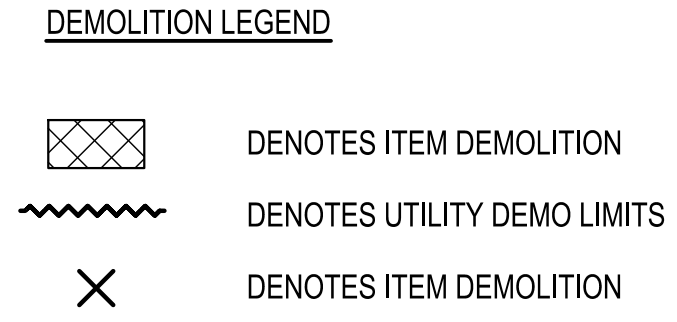 DEMOLITION LEGEND
DENOTES ITEM DEMOLITION
DENOTES UTILITY DEMO LIMITS
DENOTES ITEM DEMOLITION